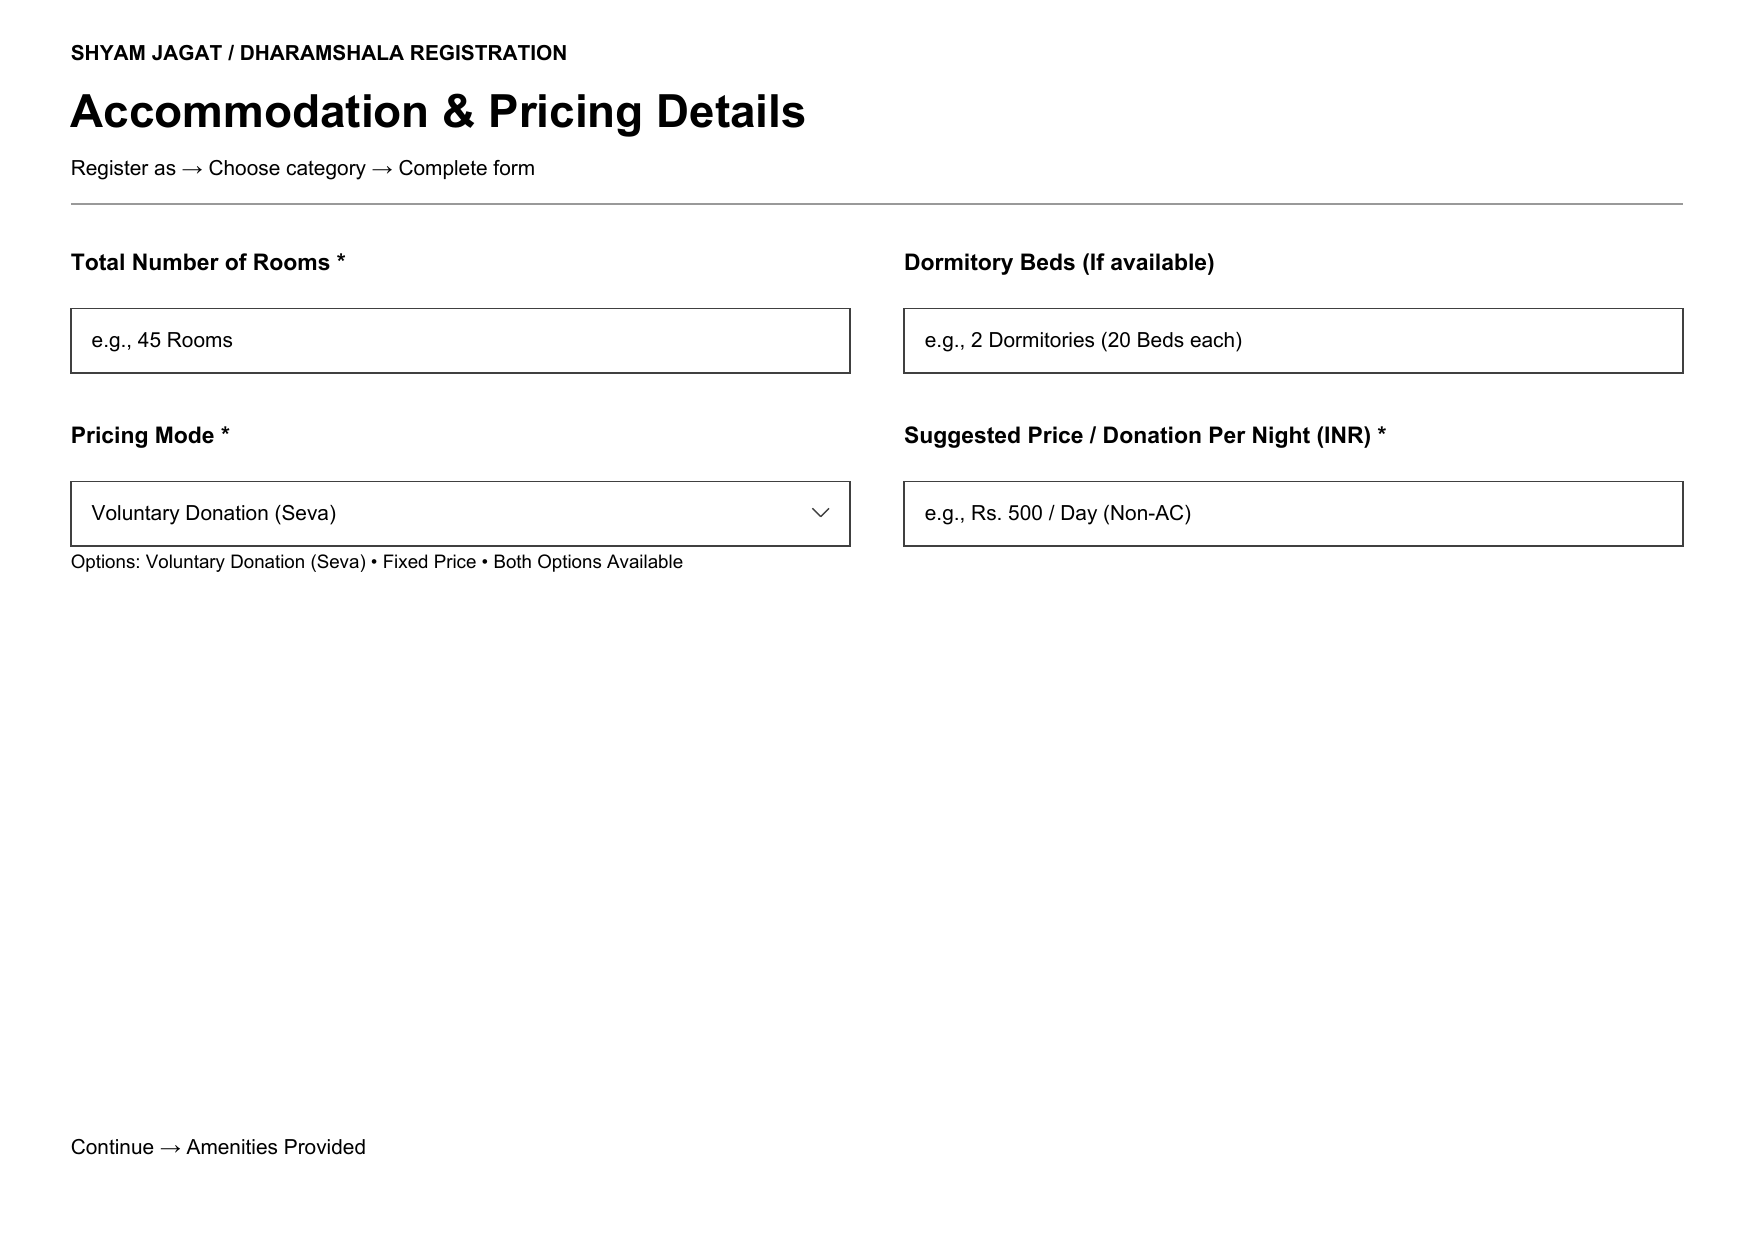 SHYAM JAGAT / DHARAMSHALA REGISTRATION
Accommodation & Pricing Details
Register as → Choose category → Complete form
Total Number of Rooms *
Dormitory Beds (If available)
e.g., 45 Rooms
e.g., 2 Dormitories (20 Beds each)
Pricing Mode *
Suggested Price / Donation Per Night (INR) *
Voluntary Donation (Seva)
e.g., Rs. 500 / Day (Non-AC)
Options: Voluntary Donation (Seva) • Fixed Price • Both Options Available
Continue → Amenities Provided